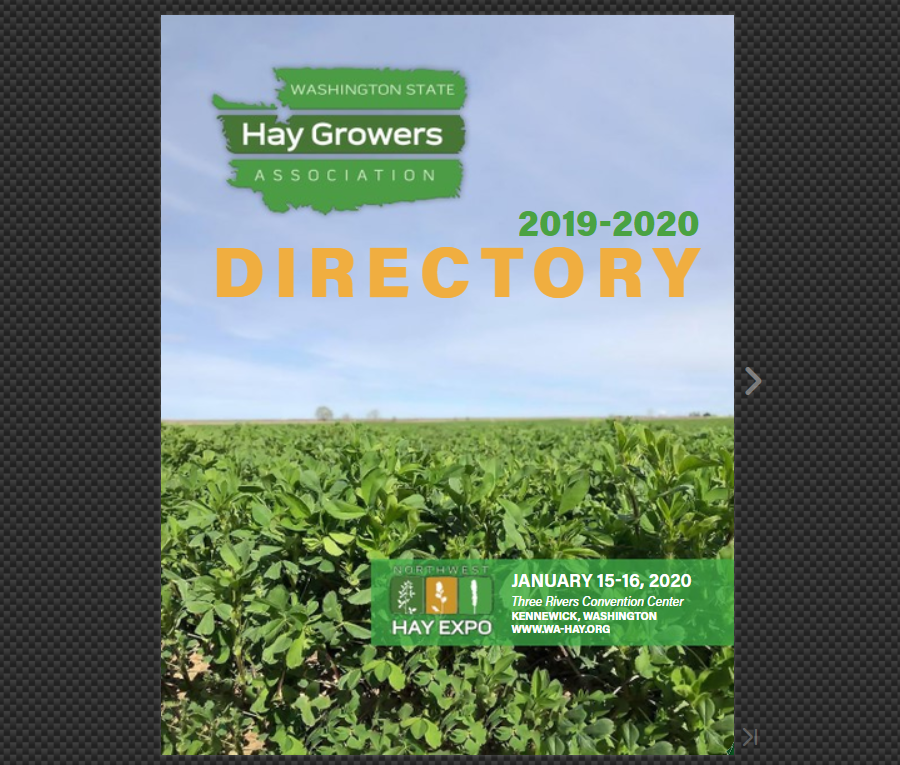 WASHINGTON STATE
Hay Growers
ASSOCIATION
2019-2020
DIRECTORY
NORTHWEST
HAY EXPO
JANUARY 15-16, 2020
Three Rivers Convention Center
KENNEWICK, WASHINGTON
WWW.WA-HAY.ORG